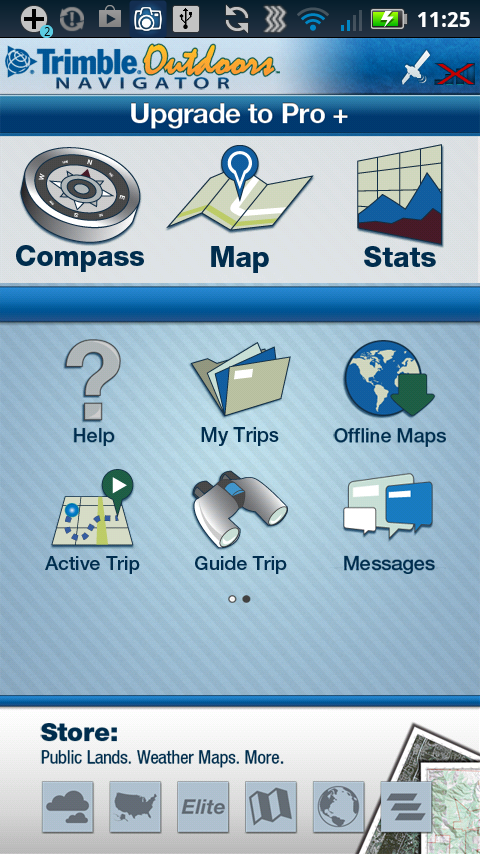 2
11:25
Trimble. Outdoors
NAVIGATOR
Upgrade to Pro +
N
E
S
W
Compass Map Stats
Help My Trips Offline Maps
Active Trip Guide Trip Messages
Store:
Public Lands. Weather Maps. More.
Elite